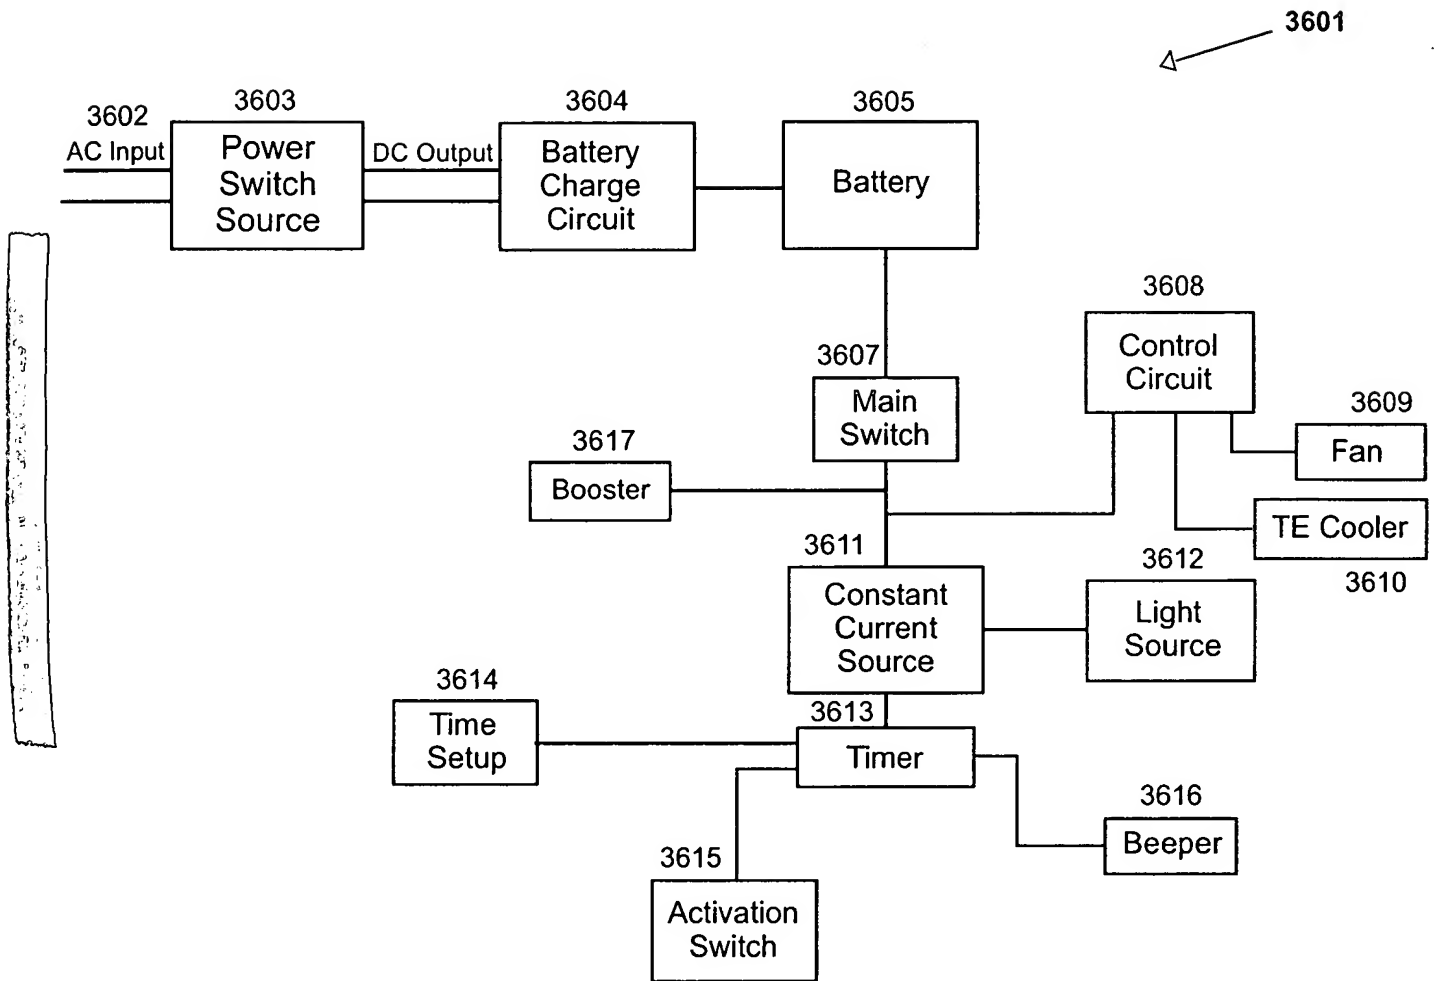 3601
3602
AC Input
3603
Power
Switch
Source
DC Output
3604
Battery
Charge
Circuit
3605
Battery
3607
Main
Switch
3608
Control
Circuit
3609
Fan
TE Cooler
3610
3617
Booster
3611
Constant
Current
Source
3612
Light
Source
3614
Time
Setup
3613
Timer
3616
Beeper
3615
Activation
Switch